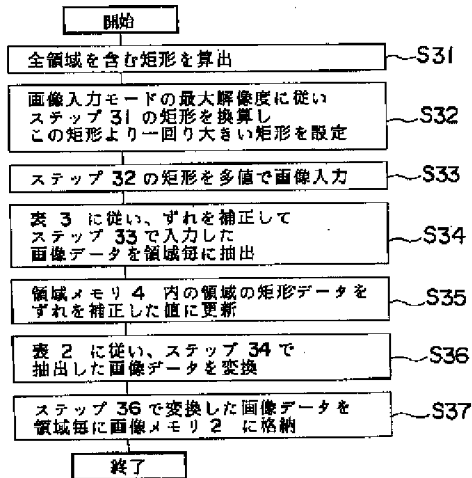 開始
全領域を含む矩形を算出
S31
画像入力モードの最大解像度に従い
ステップ31の矩形を換算し
この矩形より一回り大きい矩形を設定
S32
ステップ32の矩形を多値で画像入力
S33
表3に従い、ずれを補正して
ステップ33で入力した
画像データを領域毎に抽出
S34
領域メモリ4内の領域の矩形データを
ずれを補正した値に更新
S35
表2に従い、ステップ34で
抽出した画像データを変換
S36
ステップ36で変換した画像データを
領域毎に画像メモリ2に格納
S37
終了